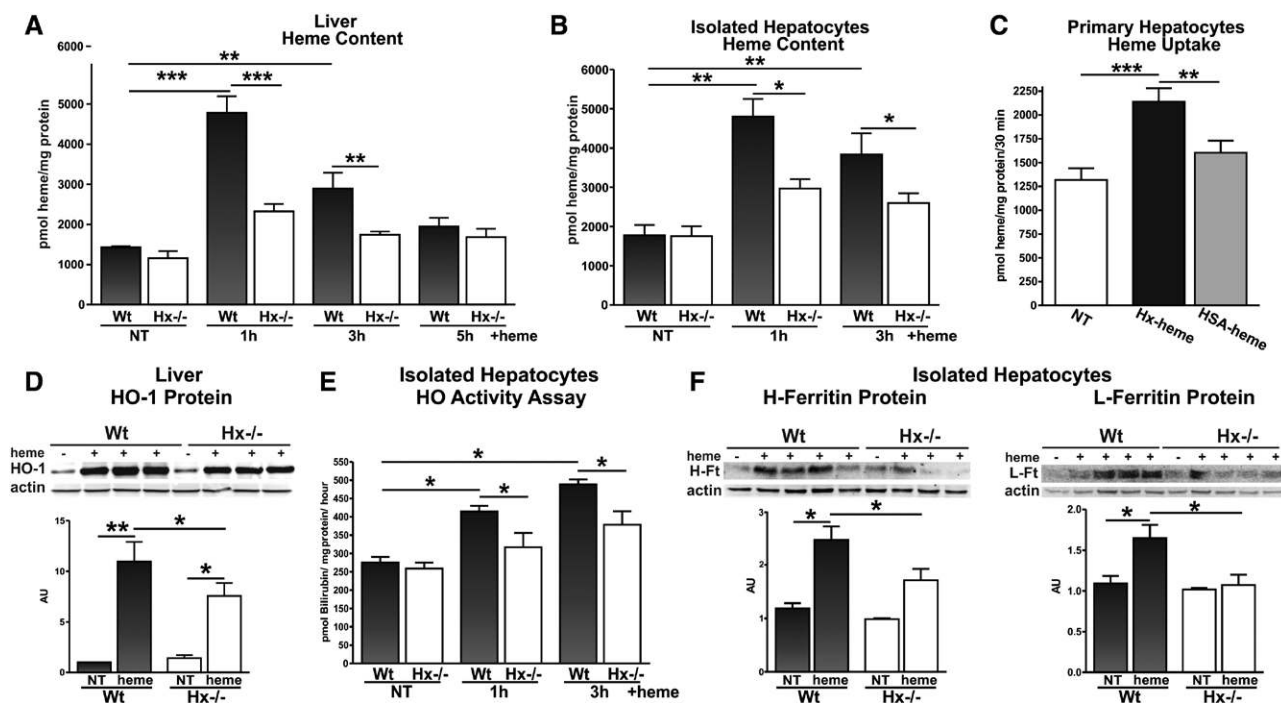 A
Liver
Heme Content
pmol heme/mg protein
6000
5000
4000
3000
2000
1000
0
** 
*** ***
**
Wt Hx-/- Wt Hx-/- Wt Hx-/- Wt Hx-/-
NT 1h 3h 5h +heme
B
Isolated Hepatocytes
Heme Content
pmol heme/mg protein
6000
5000
4000
3000
2000
1000
0
**
** *
*
Wt Hx-/- Wt Hx-/- Wt Hx-/-
NT 1h 3h +heme
C
Primary Hepatocytes
Heme Uptake
pmol heme/mg protein/30 min
2250
2000
1750
1500
1250
1000
750
500
250
0
*** **
NT Hx-heme HSA-heme
D
Liver
HO-1 Protein
Wt Hx-/-
heme - + + + - + + +
HO-1
actin
AU
15
10
5
0
** *
*
NT heme NT heme
Wt Hx-/-
E
Isolated Hepatocytes
HO Activity Assay
pmol Bilirubin/ mg protein/ hour
550
500
450
400
350
300
250
200
150
100
50
0
* *
* *
Wt Hx-/- Wt Hx-/- Wt Hx-/-
NT 1h 3h +heme
F
Isolated Hepatocytes
H-Ferritin Protein
Wt Hx-/-
heme - + + + + - + + +
H-Ft
actin
AU
3
2
1
0
* *
NT heme NT heme
Wt Hx-/-
L-Ferritin Protein
Wt Hx-/-
heme - + + + + - + + + +
L-Ft
actin
AU
2.0
1.5
1.0
0.5
0.0
* *
NT heme NT heme
Wt Hx-/-